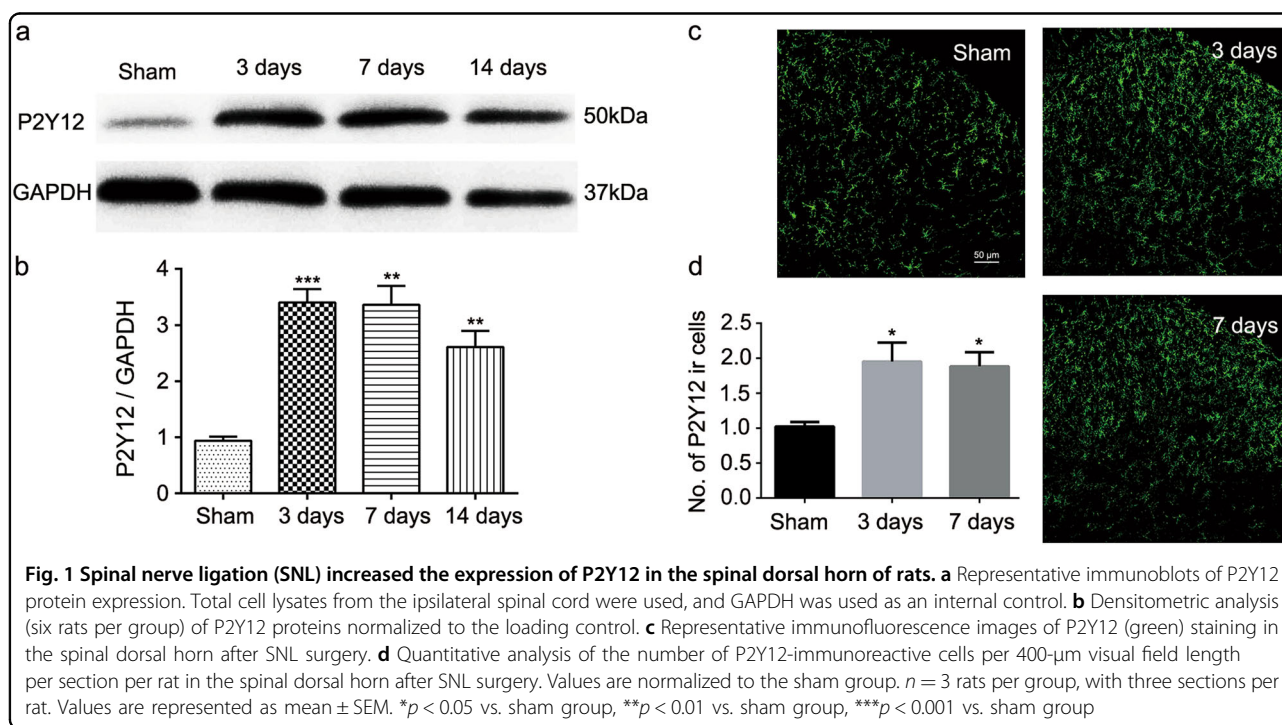 a
Sham 3 days 7 days 14 days
P2Y12 50kDa
GAPDH 37kDa
b
P2Y12 / GAPDH
4
3
2
1
0
*** ** **
Sham 3 days 7 days 14 days
c
Sham
50 µm
3 days
7 days
d
No. of P2Y12 ir cells
2.5
2.0
1.5
1.0
0.5
0.0
* *
Sham 3 days 7 days
Fig. 1 Spinal nerve ligation (SNL) increased the expression of P2Y12 in the spinal dorsal horn of rats. a Representative immunoblots of P2Y12
protein expression. Total cell lysates from the ipsilateral spinal cord were used, and GAPDH was used as an internal control. b Densitometric analysis
(six rats per group) of P2Y12 proteins normalized to the loading control. c Representative immunofluorescence images of P2Y12 (green) staining in
the spinal dorsal horn after SNL surgery. d Quantitative analysis of the number of P2Y12-immunoreactive cells per 400-µm visual field length
per section per rat in the spinal dorsal horn after SNL surgery. Values are normalized to the sham group. n = 3 rats per group, with three sections per
rat. Values are represented as mean ± SEM. *p < 0.05 vs. sham group, **p < 0.01 vs. sham group, ***p < 0.001 vs. sham group